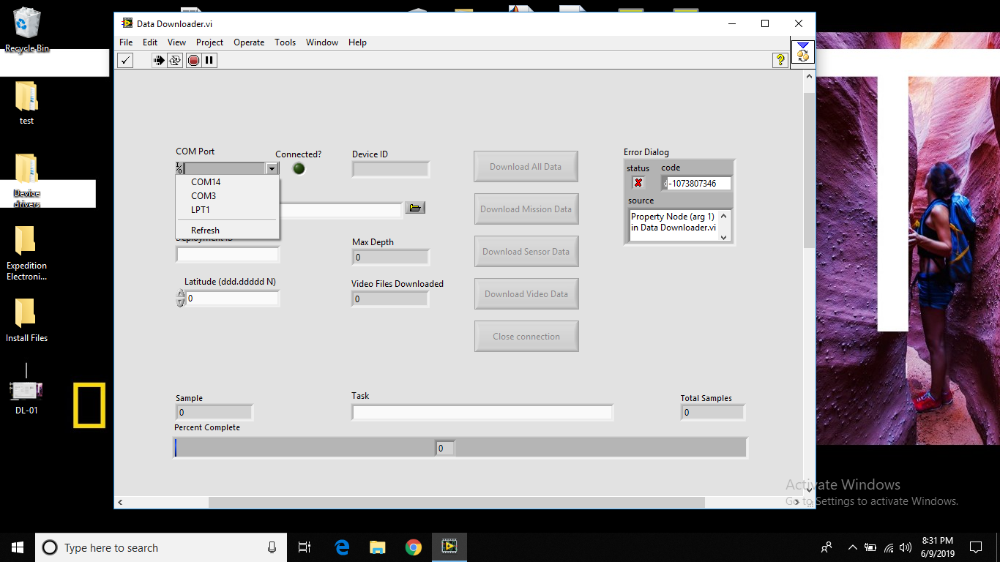 Recycle Bin
test
Device
drivers
Expedition
Electroni...
Install Files
DL-01
Data Downloader.vi
File Edit View Project Operate Tools Window Help
COM Port
Connected?
Device ID
COM14
COM3
LPT1
Refresh
Deployment ID
Latitude (ddd.ddddd N)
0
Max Depth
0
Video Files Downloaded
0
Download All Data
Download Mission Data
Download Sensor Data
Download Video Data
Close connection
Error Dialog
status code
d -1073807346
source
Property Node (arg 1)
in Data Downloader.vi
Sample
0
Task
Total Samples
0
Percent Complete
0
Activate Windows
Go to Settings to activate Windows.
Type here to search
8:31 PM
6/9/2019